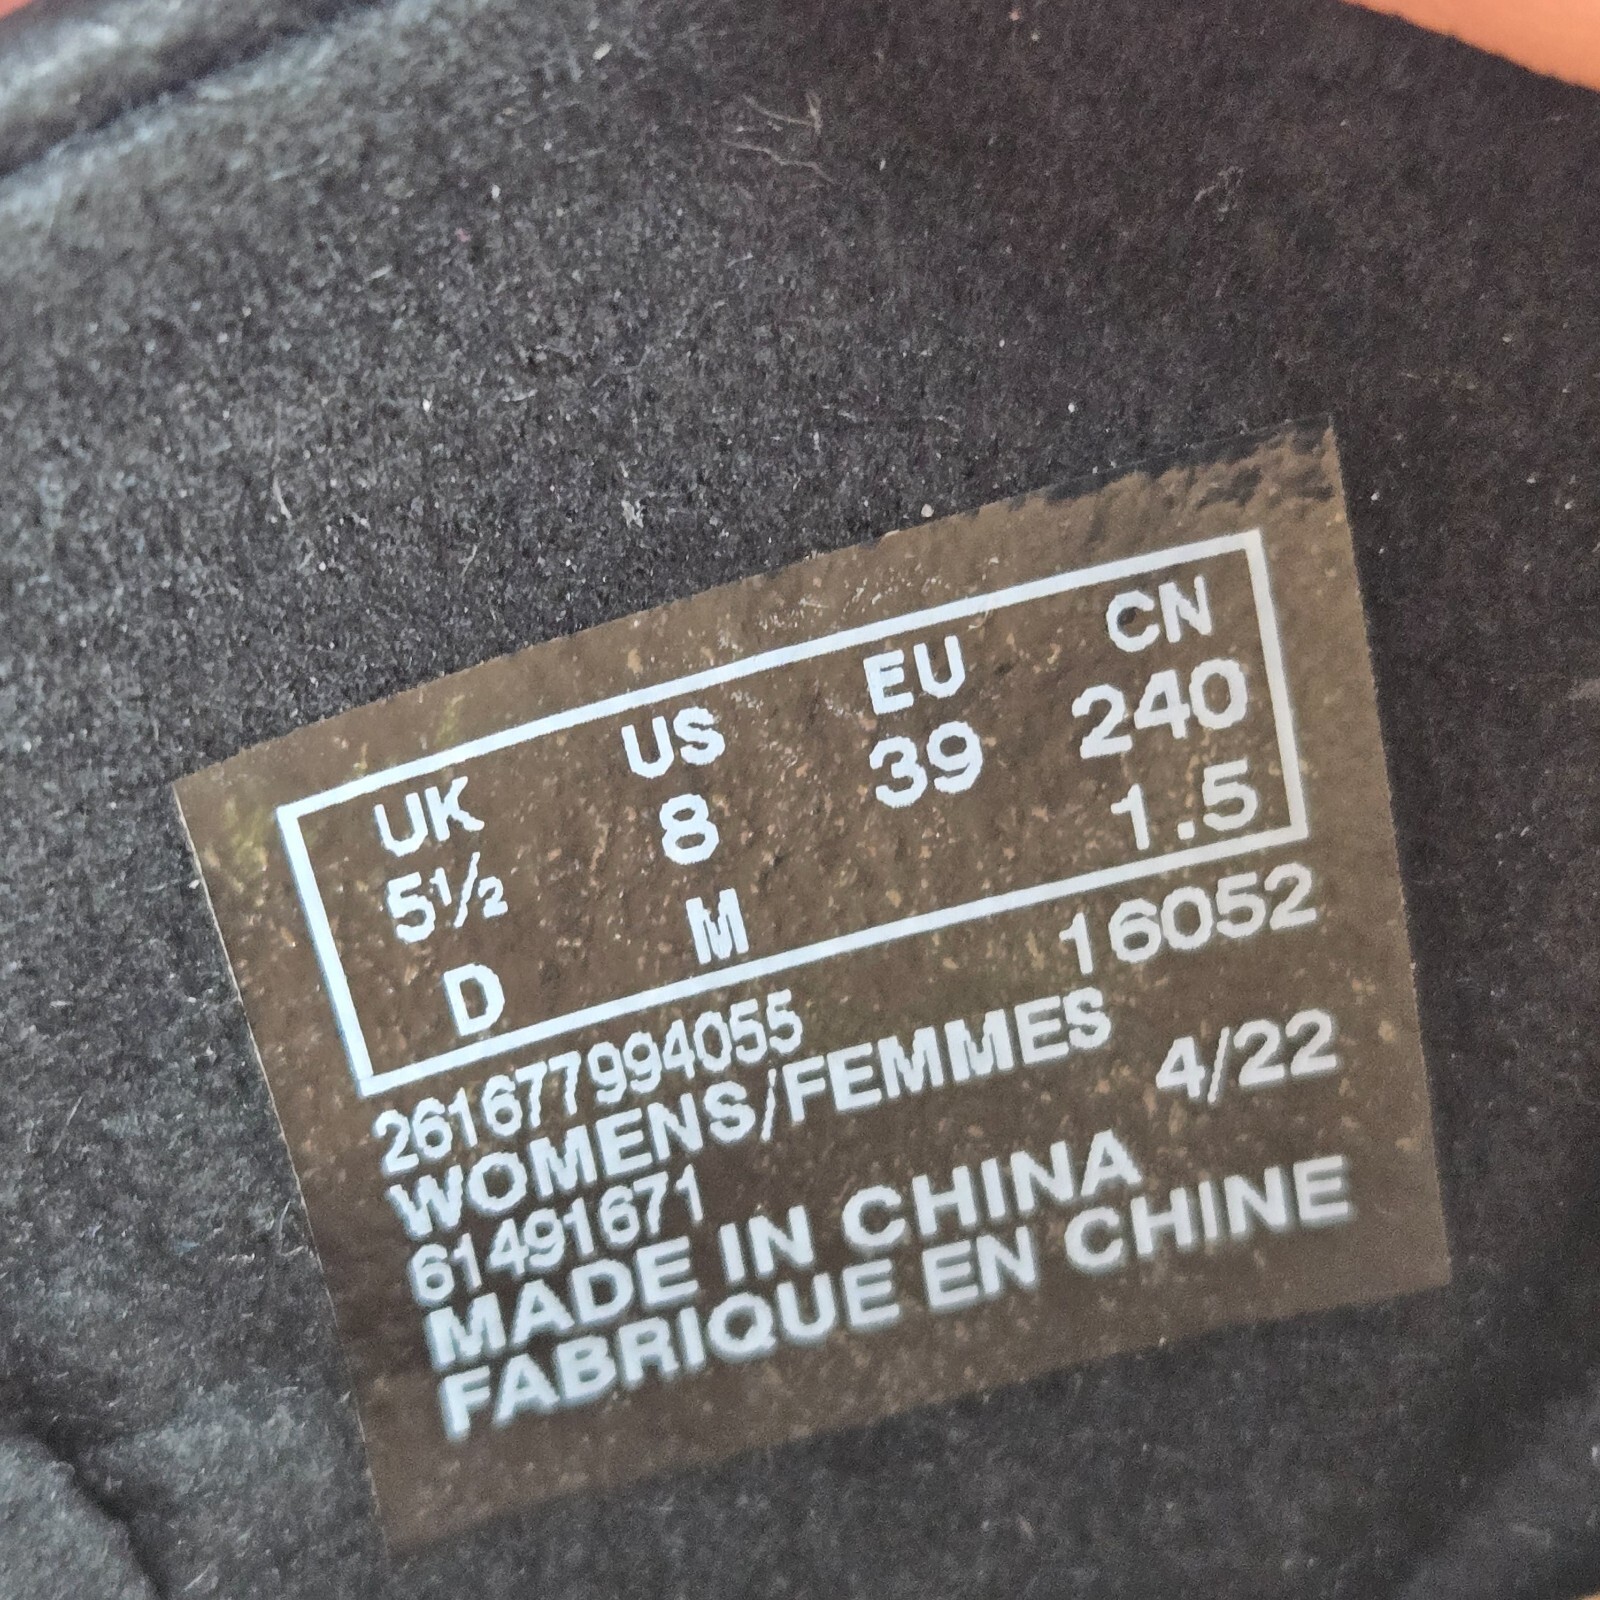 UK US EU CN
5½ 8 39 240
D M 1.5
261677994055 16052
WOMENS/FEMMES
61491671 4/22
MADE IN CHINA
FABRIQUE EN CHINE